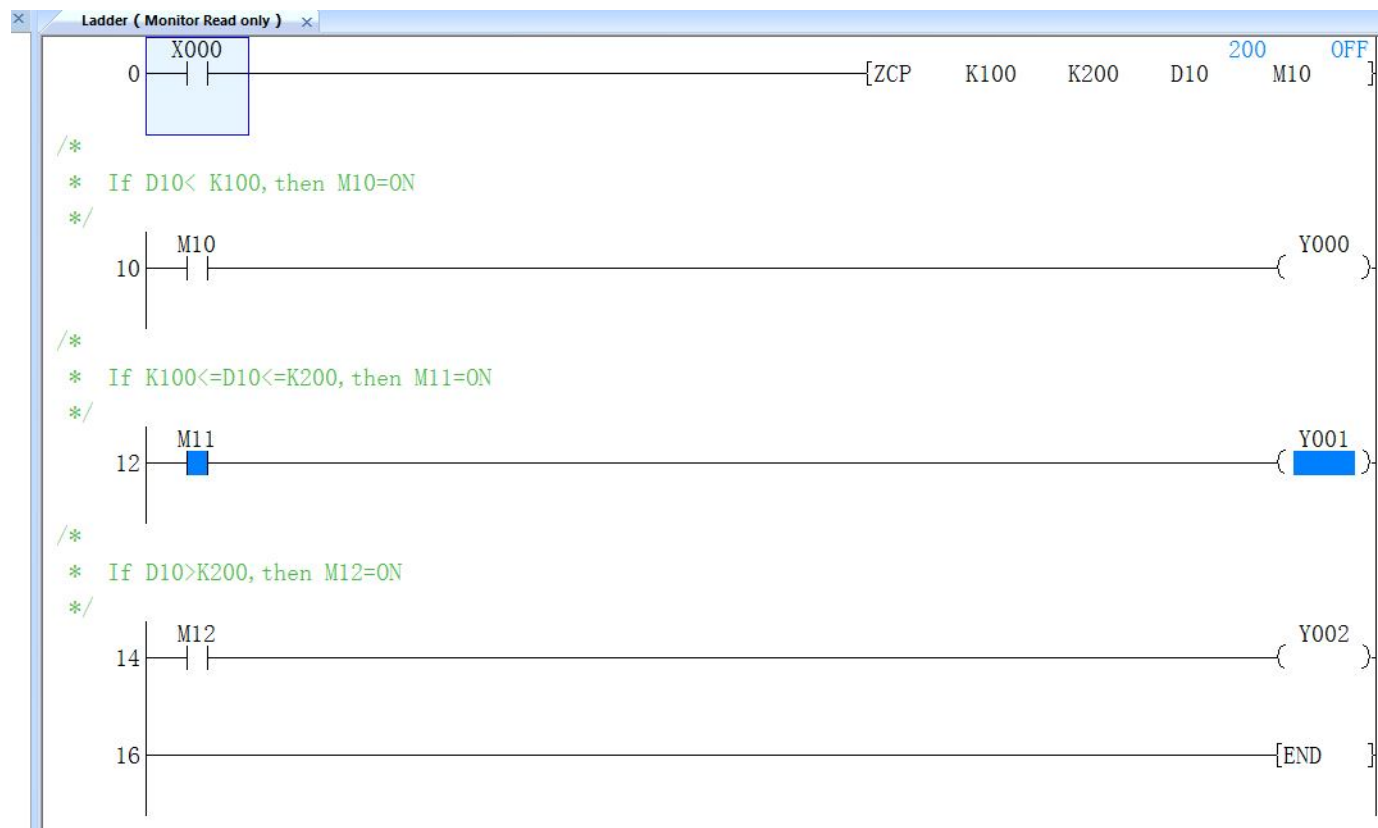 Ladder ( Monitor Read only )
X000
200 OFF
0 [ZCP K100 K200 D10 M10 ]
/*
* If D10< K100,then M10=ON
*/
M10 Y000
10 ( )
/*
* If K100<=D10<=K200,then M11=ON
*/
M11 Y001
12 ( )
/*
* If D10>K200,then M12=ON
*/
M12 Y002
14 ( )
16 [END ]